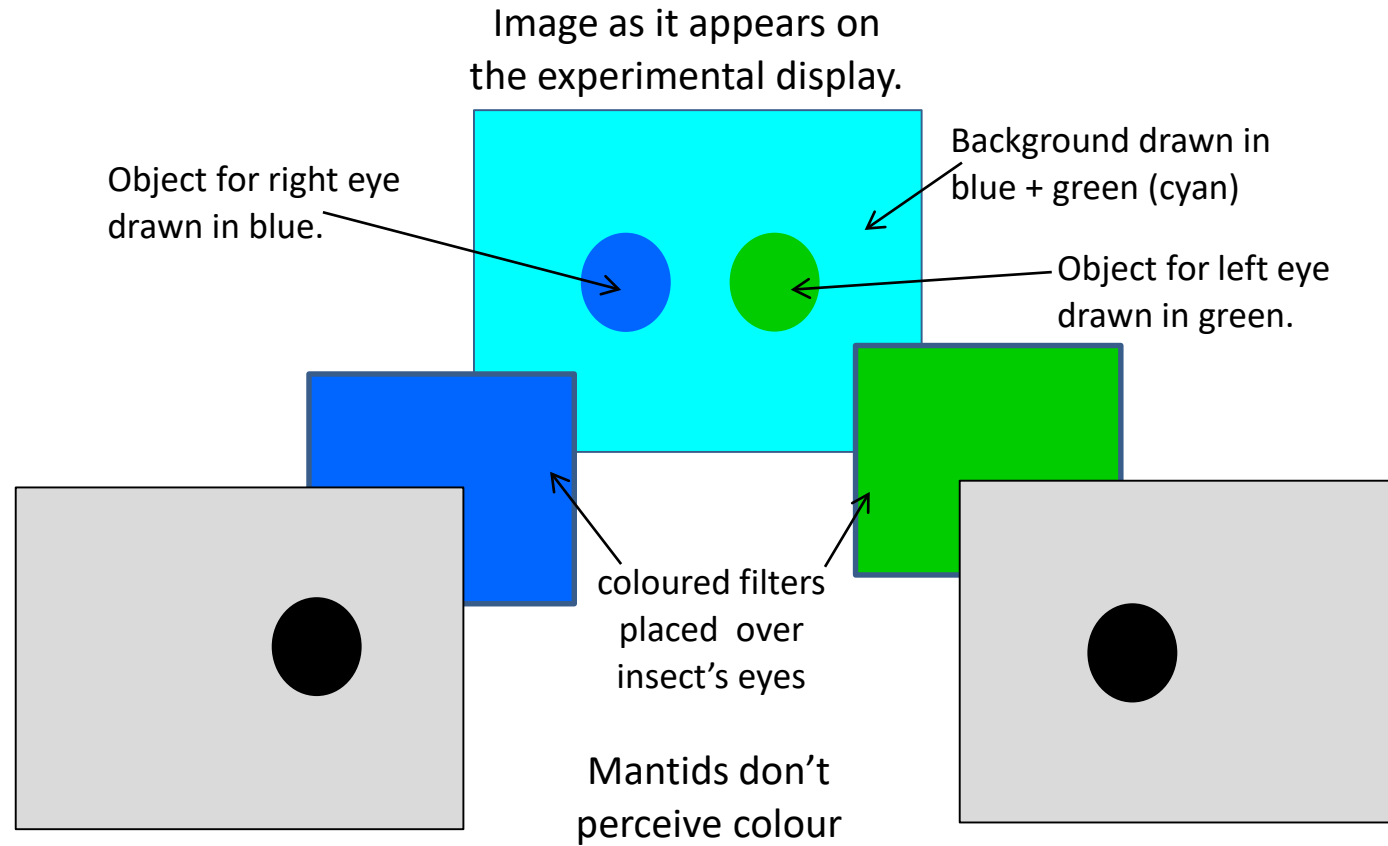 Image as it appears on
the experimental display.
Object for right eye
drawn in blue.
Background drawn in
blue + green (cyan)
Object for left eye
drawn in green.
coloured filters
placed over
insect's eyes
Mantids don't
perceive colour